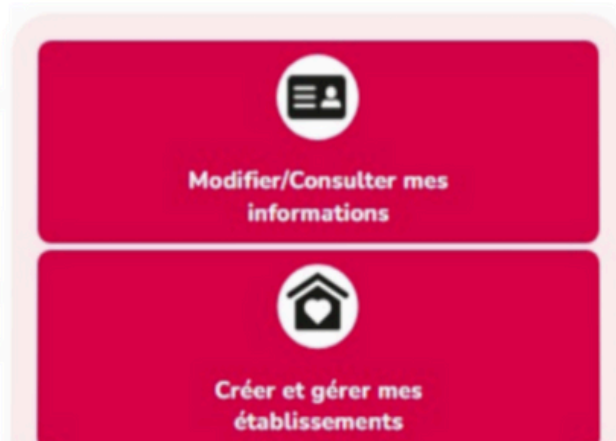 Modifier/Consulter mes
informations
Créer et gérer mes
établissements